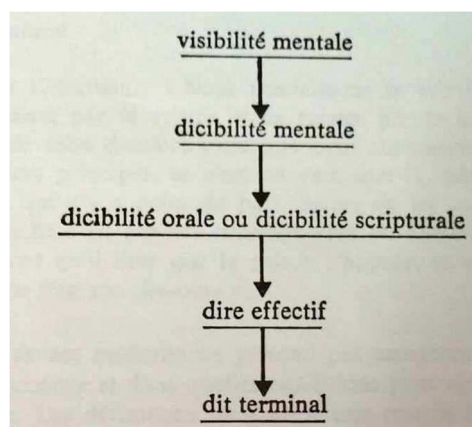 visibilité mentale
dicibilité mentale
dicibilité orale ou dicibilité scripturale
dire effectif
dit terminal